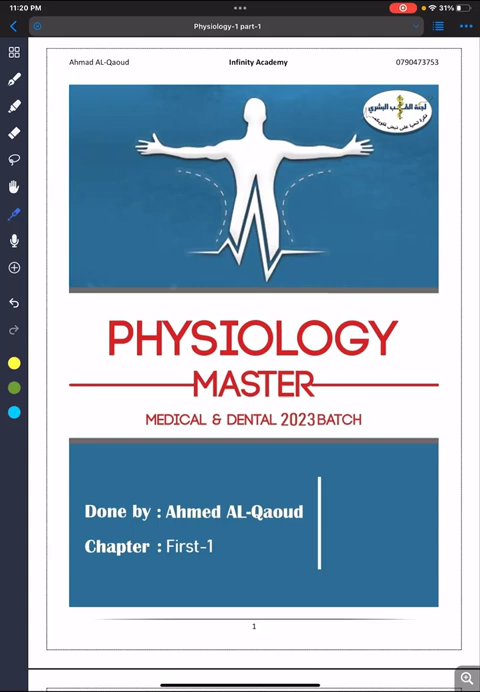 11:20 PM
31%
Physiology-1 part-1
Ahmad AL-Qaoud Infinity Academy 0790473753
لجنة الطب البشري
PHYSIOLOGY
MASTER
MEDICAL & DENTAL 2023 BATCH
Done by : Ahmed AL-Qaoud
Chapter : First-1
1